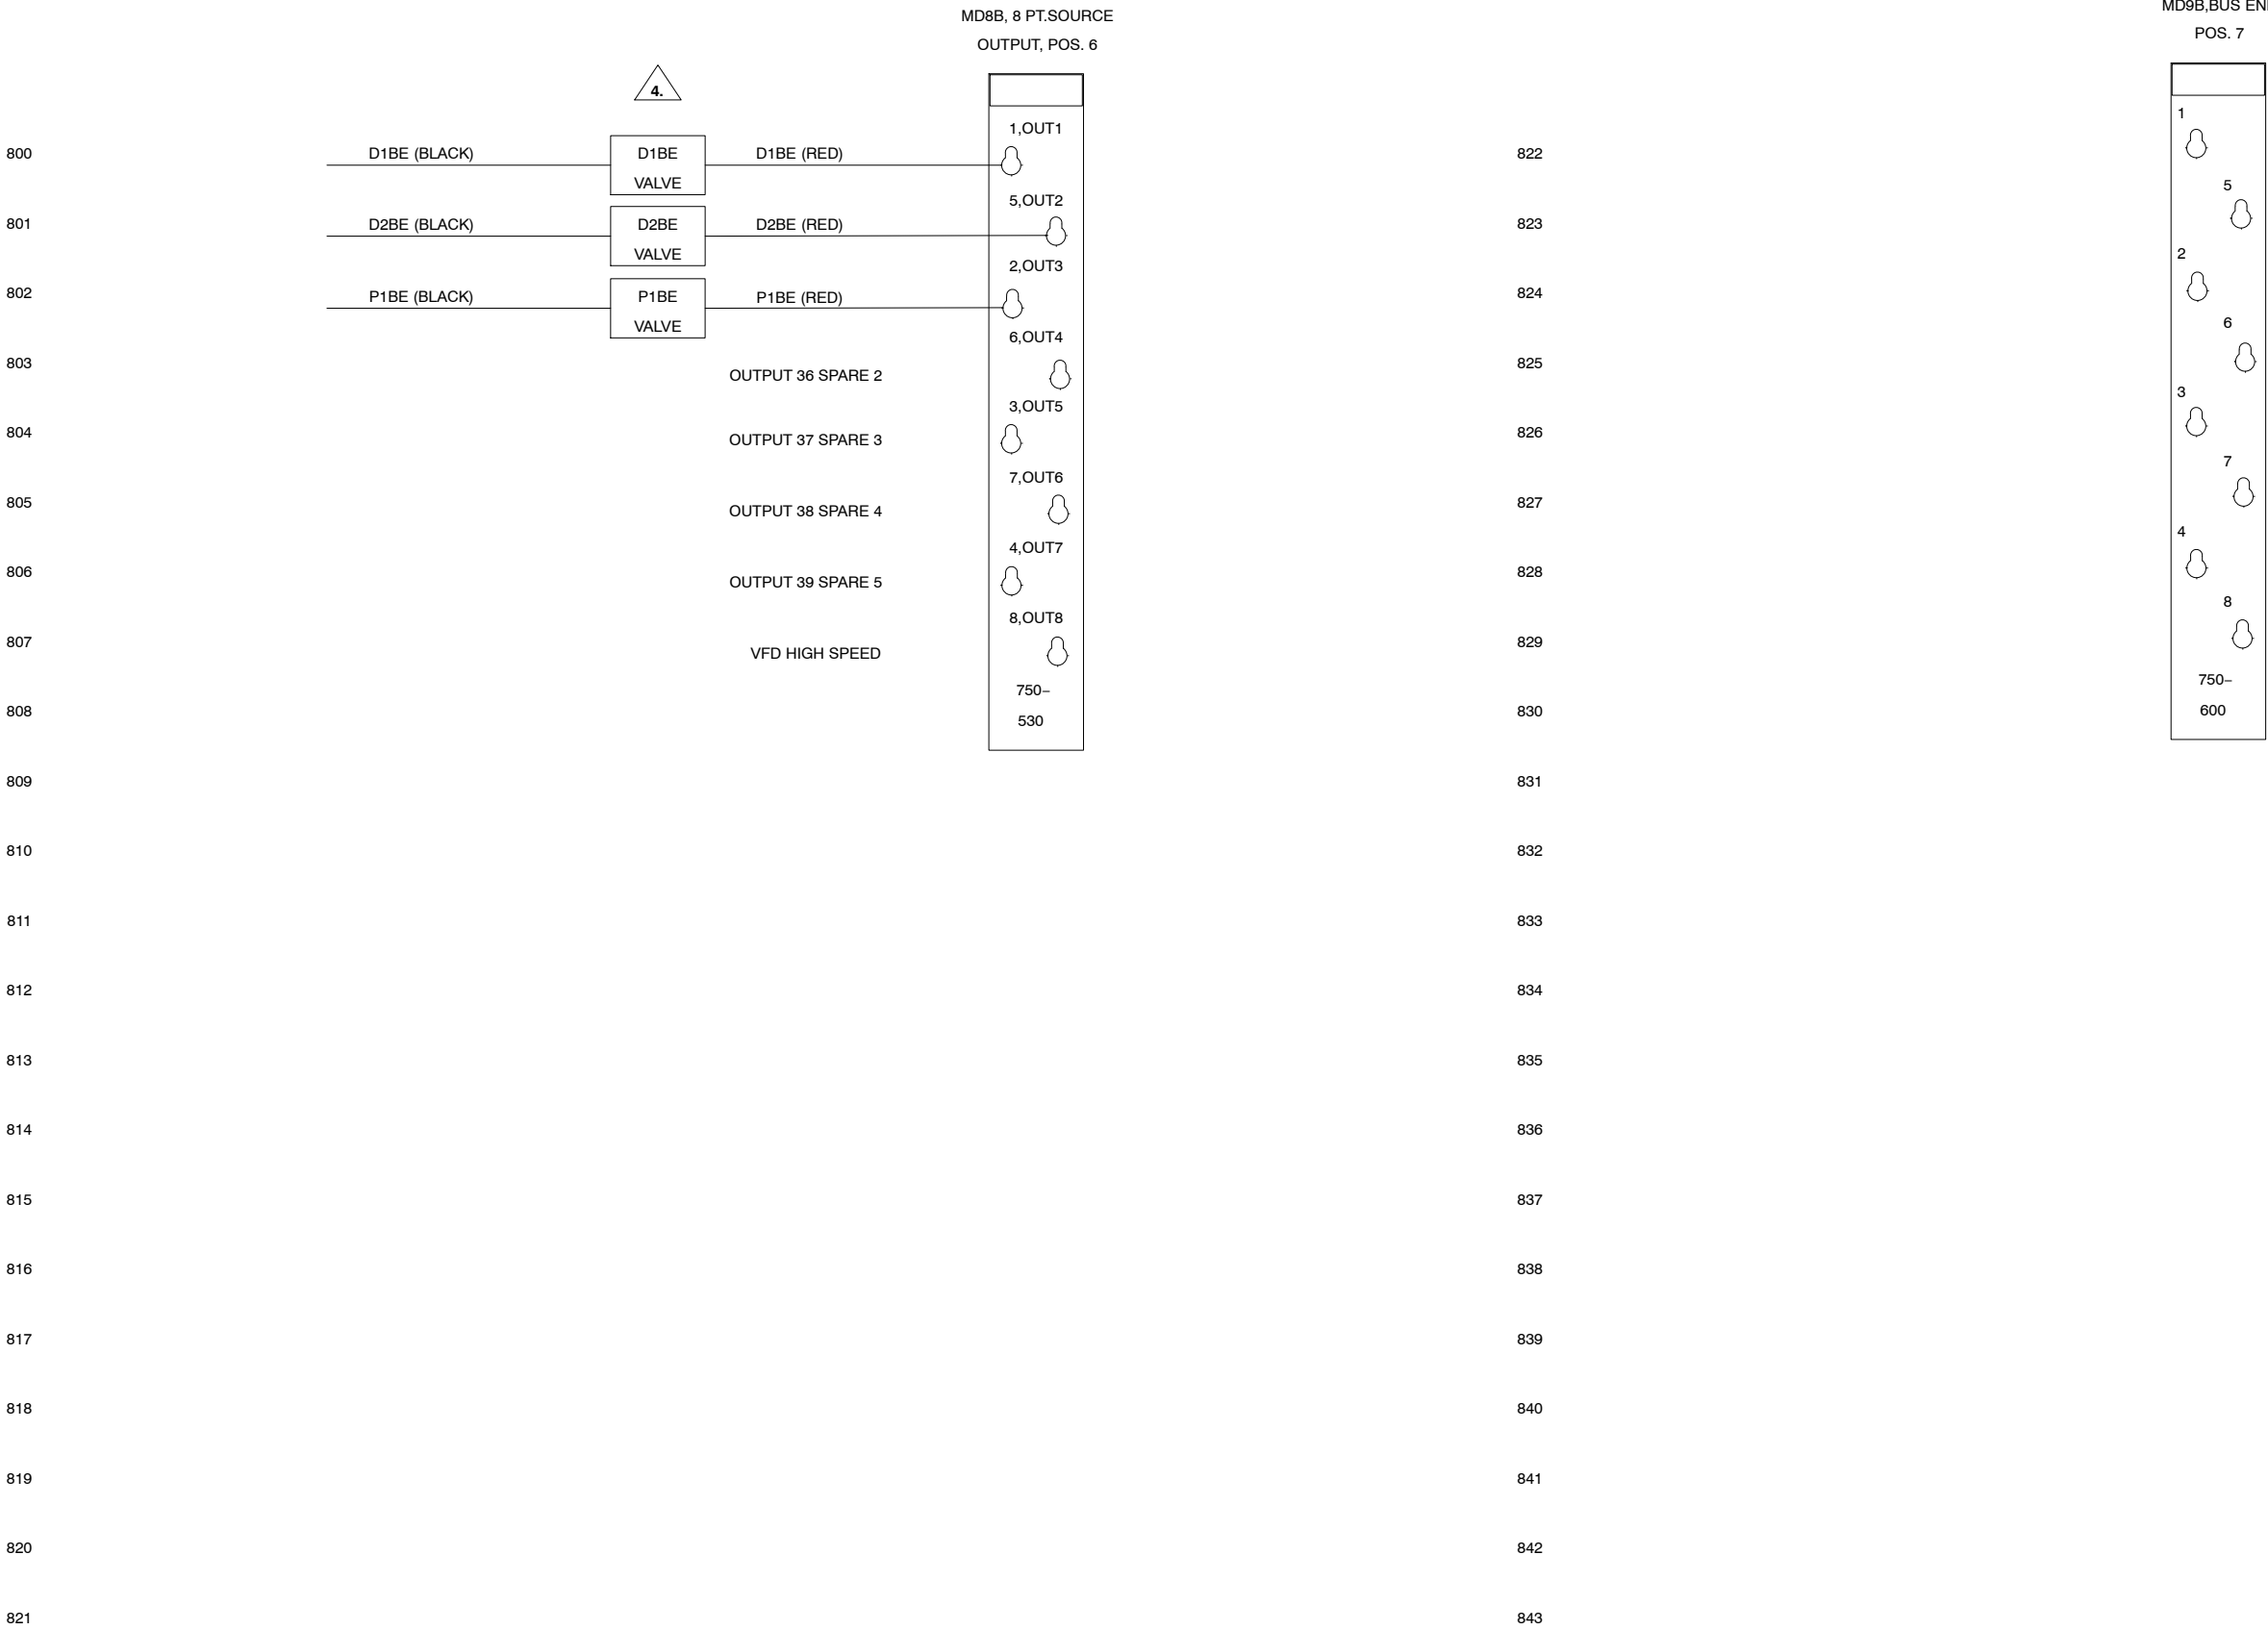 MD8B, 8 PT.SOURCE
OUTPUT, POS. 6
4.
1,OUT1
800
D1BE (BLACK)
D1BE
VALVE
D1BE (RED)
5,OUT2
801
D2BE (BLACK)
D2BE
VALVE
D2BE (RED)
2,OUT3
802
P1BE (BLACK)
P1BE
VALVE
P1BE (RED)
6,OUT4
803
OUTPUT 36 SPARE 2
3,OUT5
804
OUTPUT 37 SPARE 3
7,OUT6
805
OUTPUT 38 SPARE 4
4,OUT7
806
OUTPUT 39 SPARE 5
8,OUT8
807
VFD HIGH SPEED
750–
808
530
809
810
811
812
813
814
815
816
817
818
819
820
821
MD9B,BUS
POS. 7
1
822
5
823
2
824
6
825
3
826
7
827
4
828
8
829
750–
830
600
831
832
833
834
835
836
837
838
839
840
841
842
843